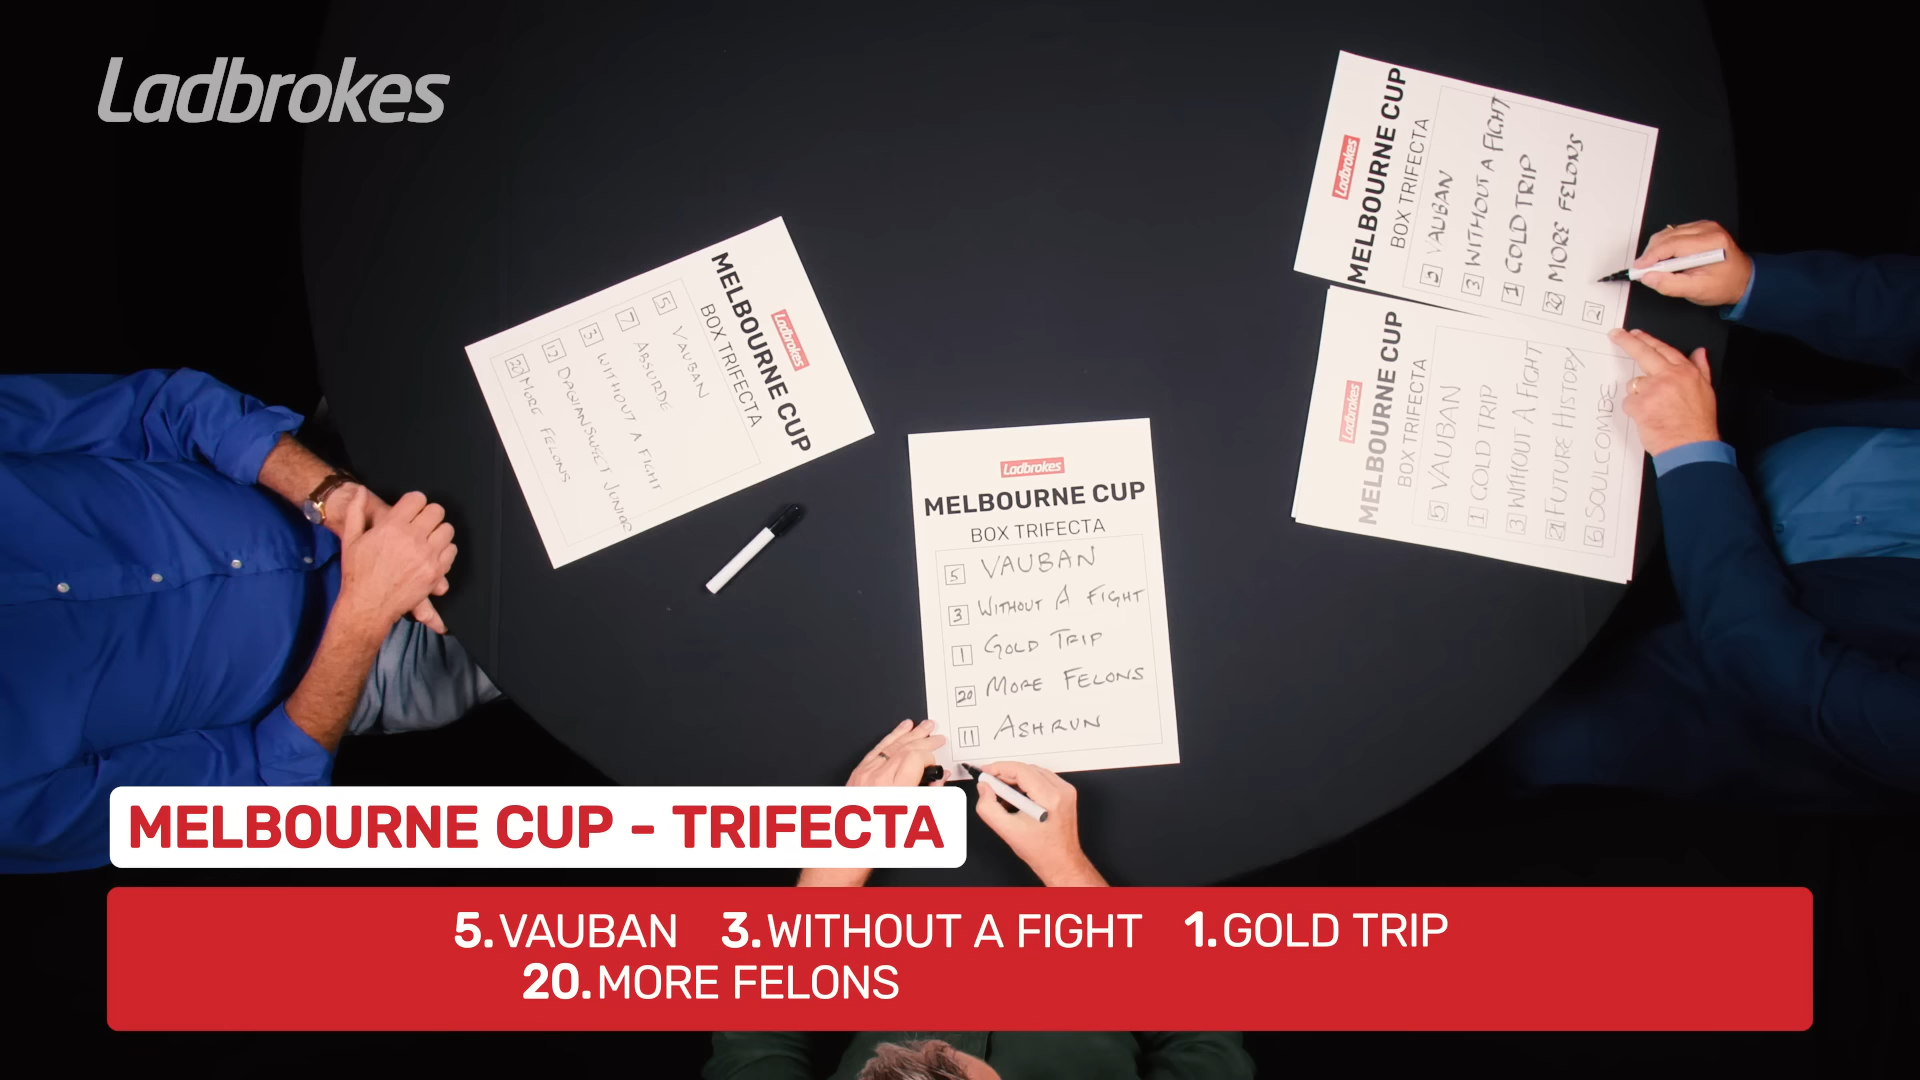 Ladbrokes
Ladbrokes
MELBOURNE CUP
BOX TRIFECTA
5 VAUBAN
7 ABSURDE
3 WITHOUT A FIGHT
12 DAQIANSWEET JUNIOR
20 MORE FELONS
Ladbrokes
MELBOURNE CUP
BOX TRIFECTA
5 VAUBAN
3 WITHOUT A FIGHT
1 GOLD TRIP
20 MORE FELONS
11 ASHRUN
Ladbrokes
MELBOURNE CUP
BOX TRIFECTA
5 VAUBAN
3 WITHOUT A FIGHT
1 GOLD TRIP
20 MORE FELONS
21
Ladbrokes
MELBOURNE CUP
BOX TRIFECTA
5 VAUBAN
1 GOLD TRIP
3 WITHOUT A FIGHT
21 FUTURE HISTORY
6 SOULCOMBE
MELBOURNE CUP - TRIFECTA
5. VAUBAN 3. WITHOUT A FIGHT 1. GOLD TRIP
20. MORE FELONS